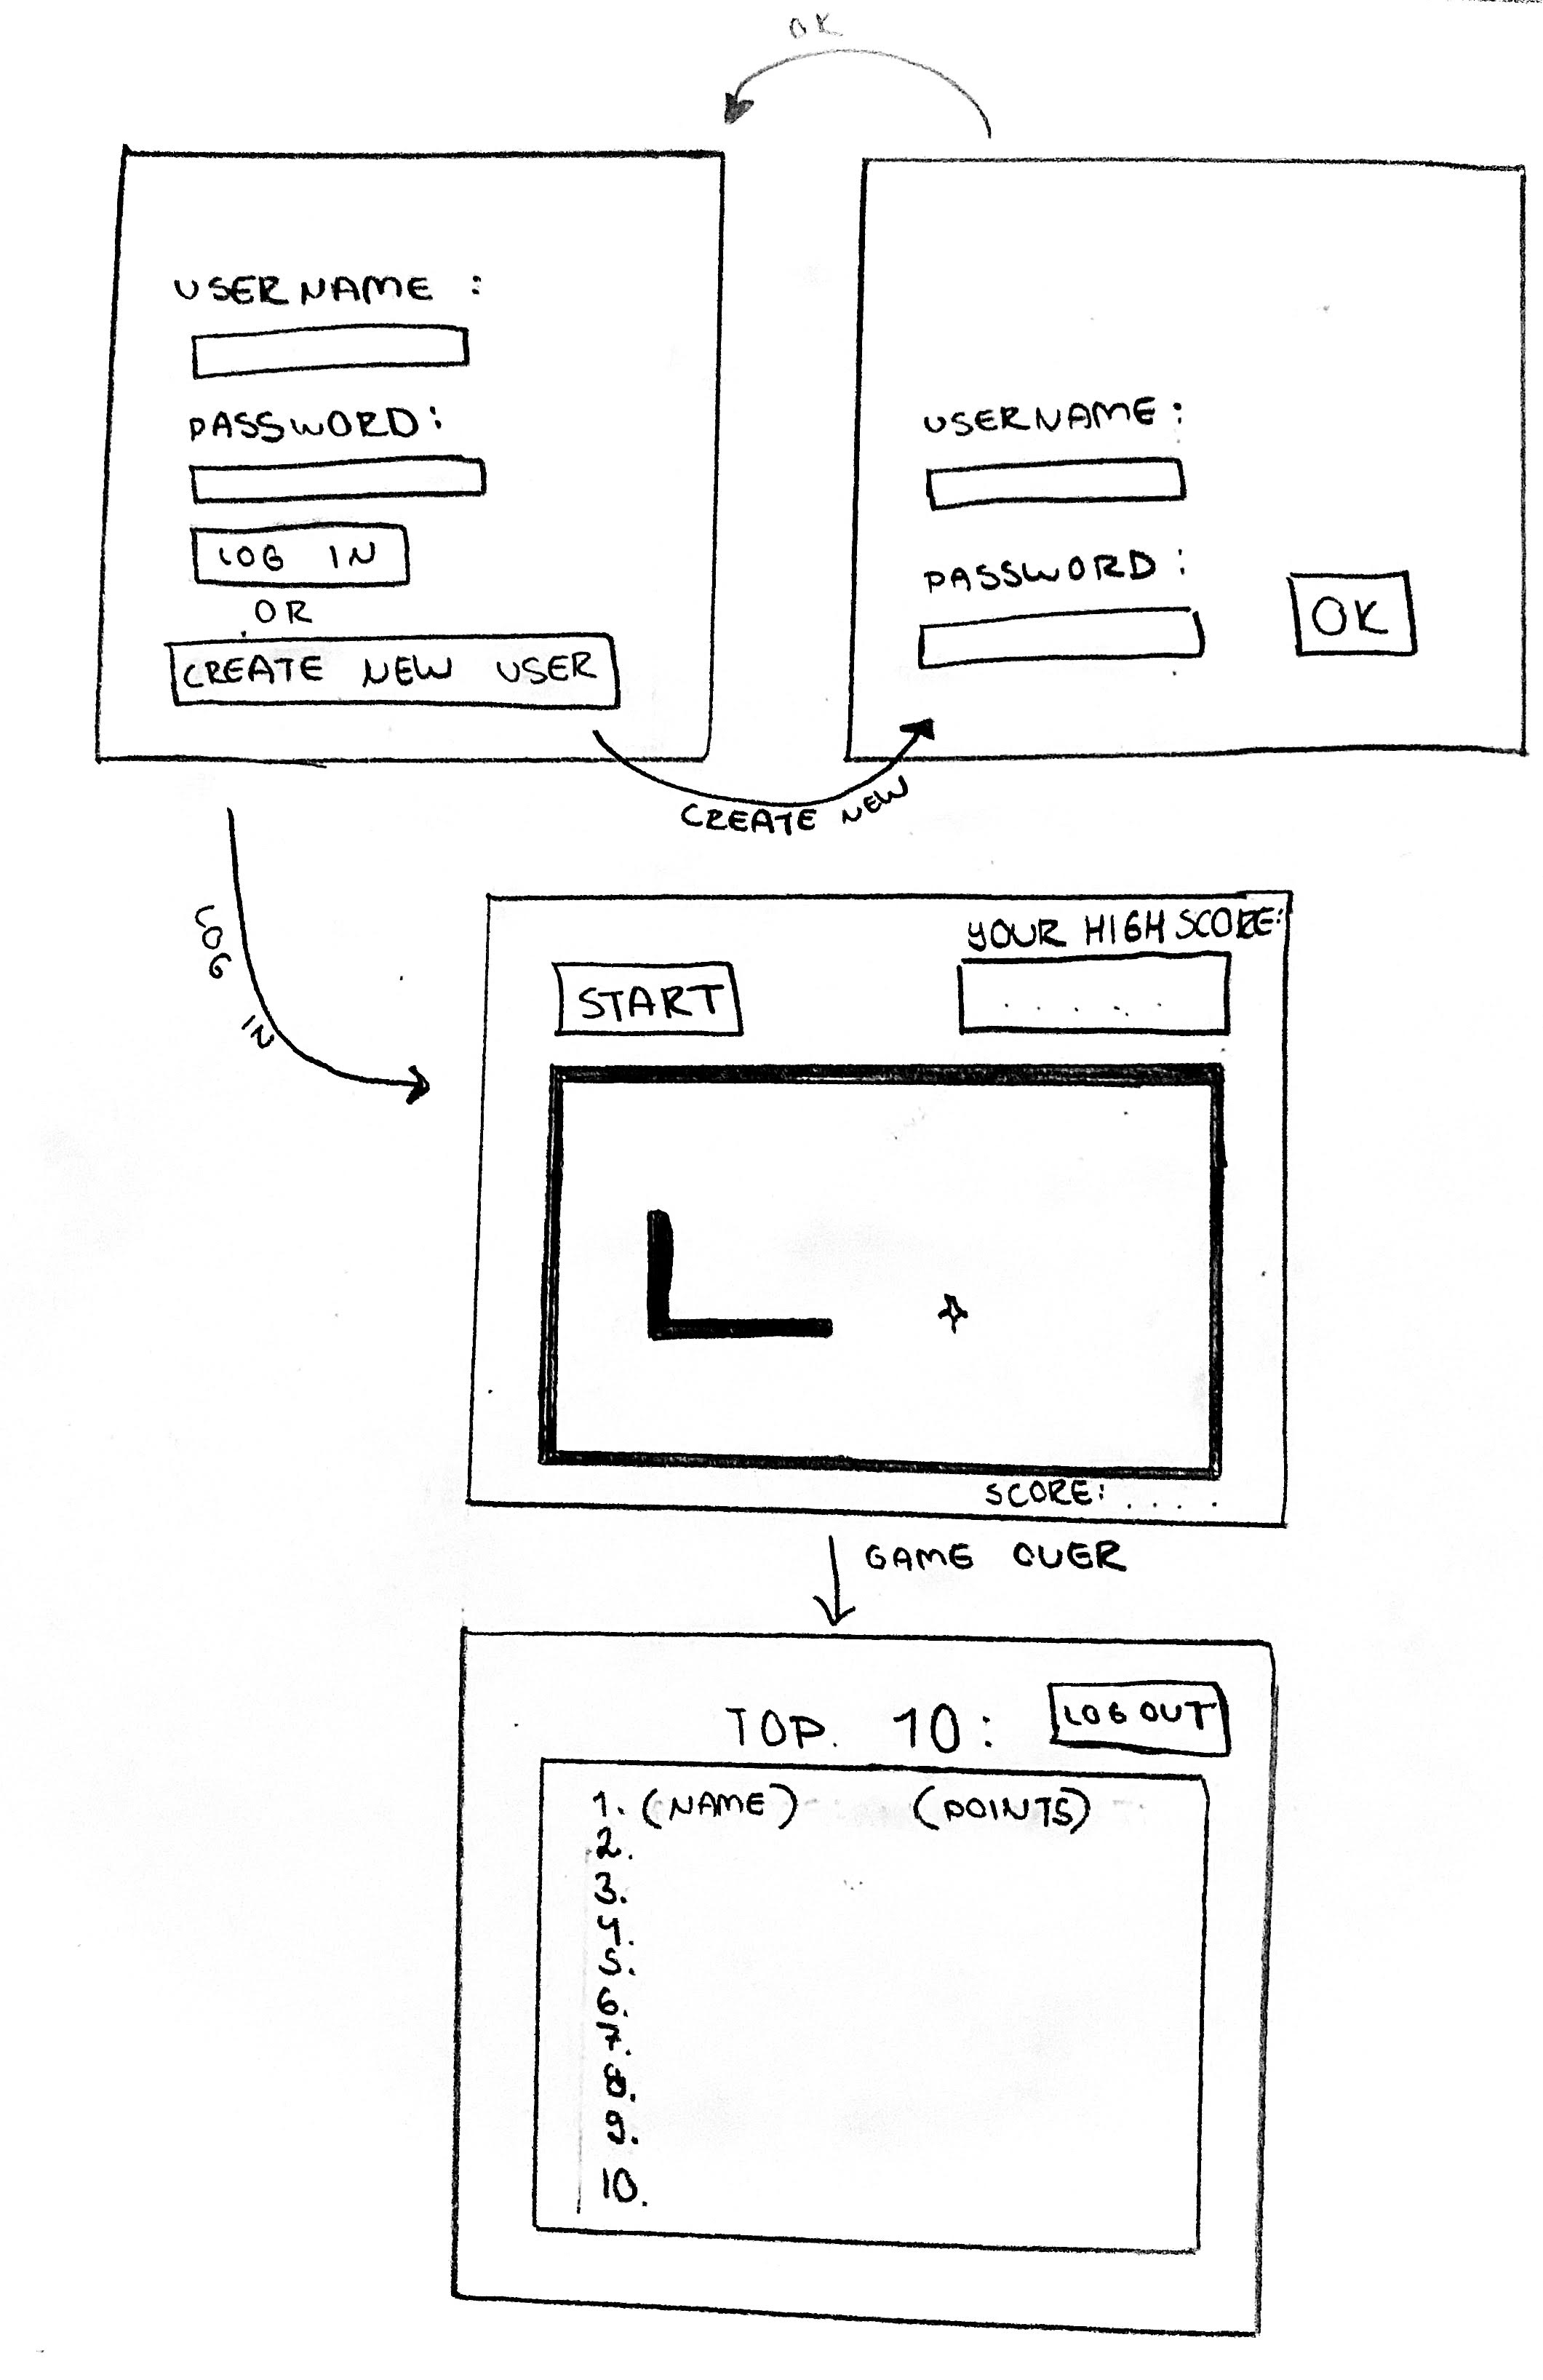 OK
USERNAME :
PASSWORD:
LOG IN
OR
CREATE NEW USER
USERNAME:
PASSWORD:
OK
CREATE NEW
LOG IN
YOUR HIGH SCORE:
START
.....
SCORE: ....
GAME OVER
TOP. 10:
LOG OUT
1. (NAME) (POINTS)
2.
3.
4.
5.
6.
7.
8.
9.
10.